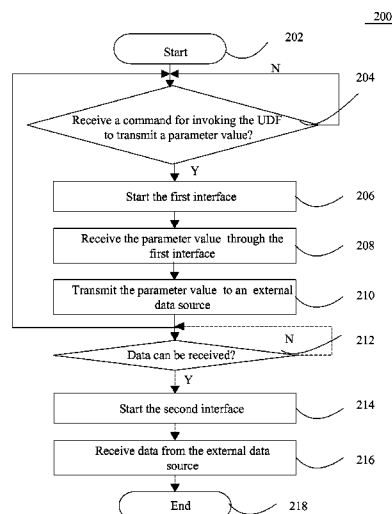 200
Start
202
N
204
Receive a command for invoking the UDF
to transmit a parameter value?
Y
Start the first interface
206
Receive the parameter value through the
first interface
208
Transmit the parameter value to an external
data source
210
N
212
Data can be received?
Y
Start the second interface
214
Receive data from the external data
source
216
End
218